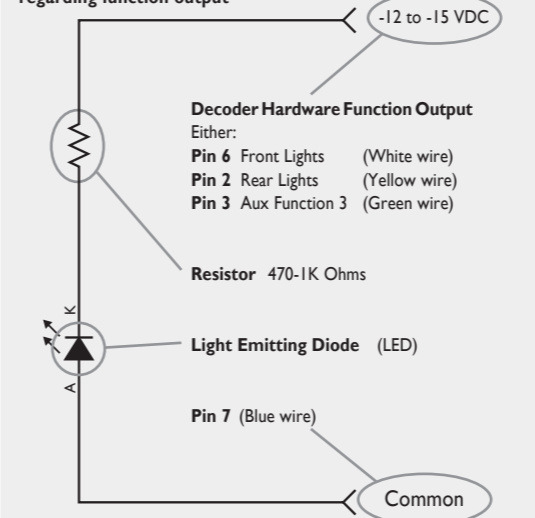 regarding function output
-12 to -15 VDC
Decoder Hardware Function Output
Either:
Pin 6 Front Lights (White wire)
Pin 2 Rear Lights (Yellow wire)
Pin 3 Aux Function 3 (Green wire)
Resistor 470-1K Ohms
K
Light Emitting Diode (LED)
A
Pin 7 (Blue wire)
Common